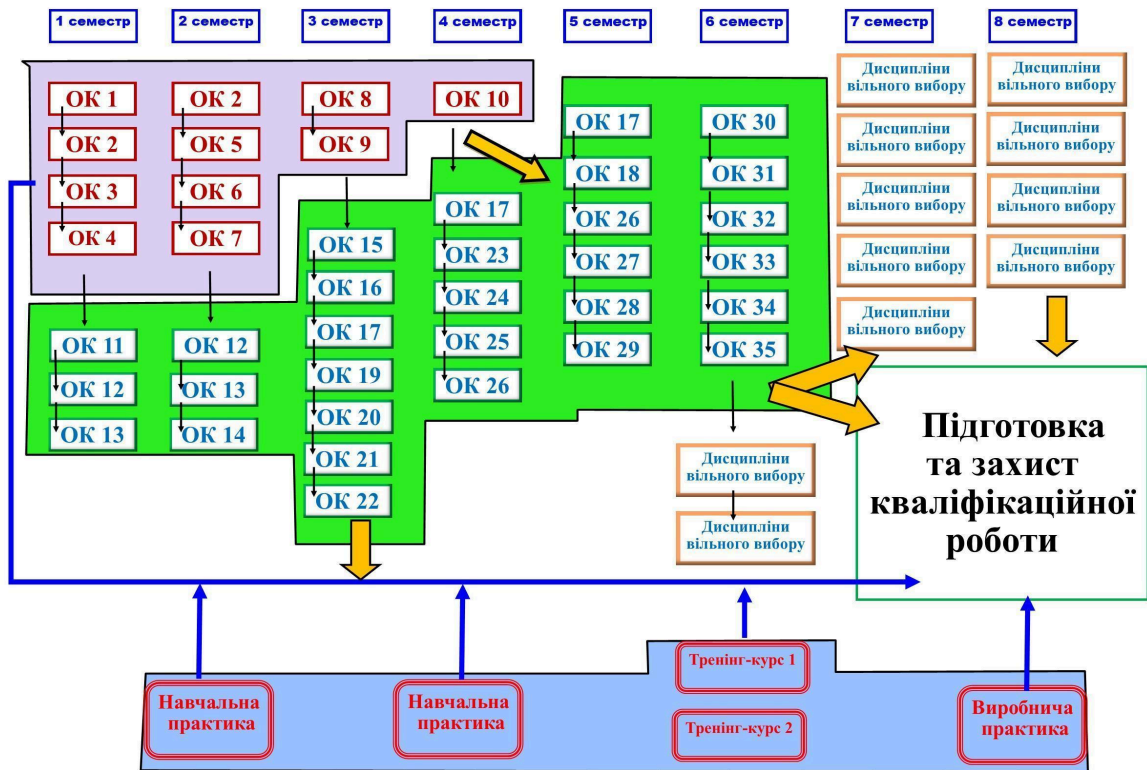 1 семестр
2 семестр
3 семестр
4 семестр
5 семестр
6 семестр
7 семестр
8 семестр
ОК 1
ОК 2
ОК 3
ОК 4
ОК 11
ОК 12
ОК 13
ОК 2
ОК 5
ОК 6
ОК 7
ОК 12
ОК 13
ОК 14
ОК 8
ОК 9
ОК 15
ОК 16
ОК 17
ОК 19
ОК 20
ОК 21
ОК 22
ОК 10
ОК 17
ОК 23
ОК 24
ОК 25
ОК 26
ОК 17
ОК 18
ОК 26
ОК 27
ОК 28
ОК 29
ОК 30
ОК 31
ОК 32
ОК 33
ОК 34
ОК 35
Дисципліни
вільного вибору
Дисципліни
вільного вибору
Дисципліни
вільного вибору
Дисципліни
вільного вибору
Дисципліни
вільного вибору
Дисципліни
вільного вибору
Дисципліни
вільного вибору
Дисципліни
вільного вибору
Дисципліни
вільного вибору
Дисципліни
вільного вибору
Дисципліни
вільного вибору
Підготовка
та захист
кваліфікаційної
роботи
Навчальна
практика
Навчальна
практика
Тренінг-курс 1
Тренінг-курс 2
Виробнича
практика